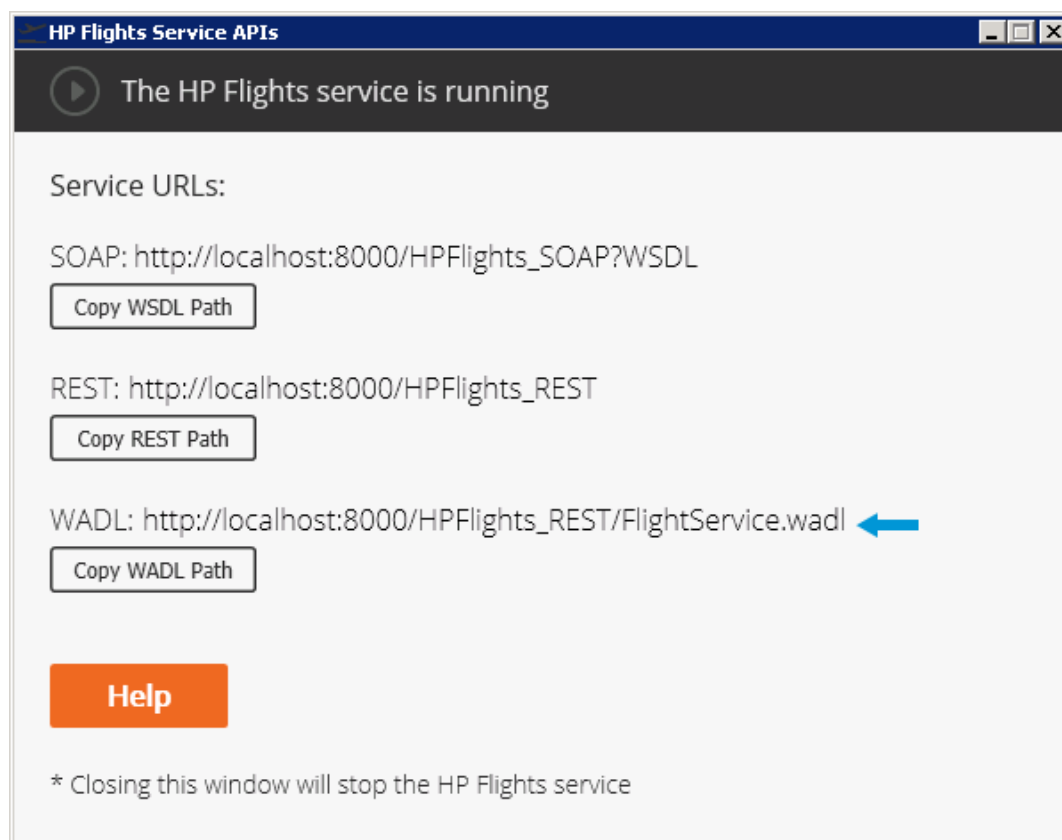 HP Flights Service APIs
The HP Flights service is running
Service URLs:
SOAP: http://localhost:8000/HPFlights_SOAP?WSDL
Copy WSDL Path
REST: http://localhost:8000/HPFlights_REST
Copy REST Path
WADL: http://localhost:8000/HPFlights_REST/FlightService.wadl
Copy WADL Path
Help
* Closing this window will stop the HP Flights service